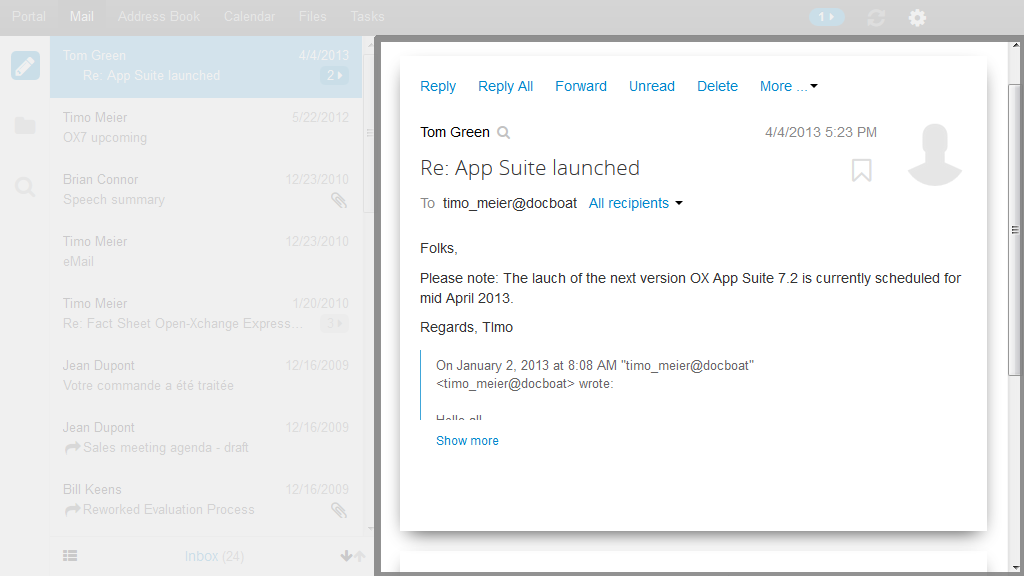 Portal Mail Address Book Calendar Files Tasks 1
Tom Green 4/4/2013
Re: App Suite launched 2
Timo Meier 5/22/2012
OX7 upcoming
Brian Connor 12/23/2010
Speech summary
Timo Meier 12/23/2010
eMail
Timo Meier 1/20/2010
Re: Fact Sheet Open-Xchange Express... 3
Jean Dupont 12/16/2009
Votre commande a été traitée
Jean Dupont 12/16/2009
Sales meeting agenda - draft
Bill Keens 12/16/2009
Reworked Evaluation Process
Inbox (24)
Reply Reply All Forward Unread Delete More ...
Tom Green 4/4/2013 5:23 PM
Re: App Suite launched
To timo_meier@docboat All recipients
Folks,
Please note: The lauch of the next version OX App Suite 7.2 is currently scheduled for
mid April 2013.
Regards, TImo
On January 2, 2013 at 8:08 AM "timo_meier@docboat"
<timo_meier@docboat> wrote:
Hello all
Show more